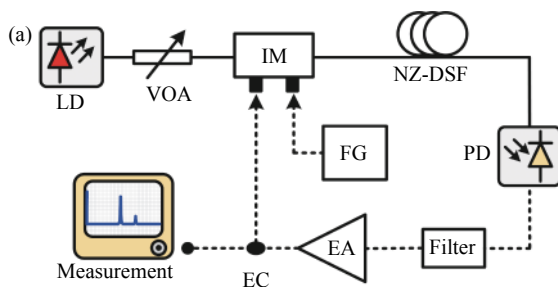 (a)
IM
LD
VOA
NZ-DSF
FG
PD
EA
Filter
Measurement
EC